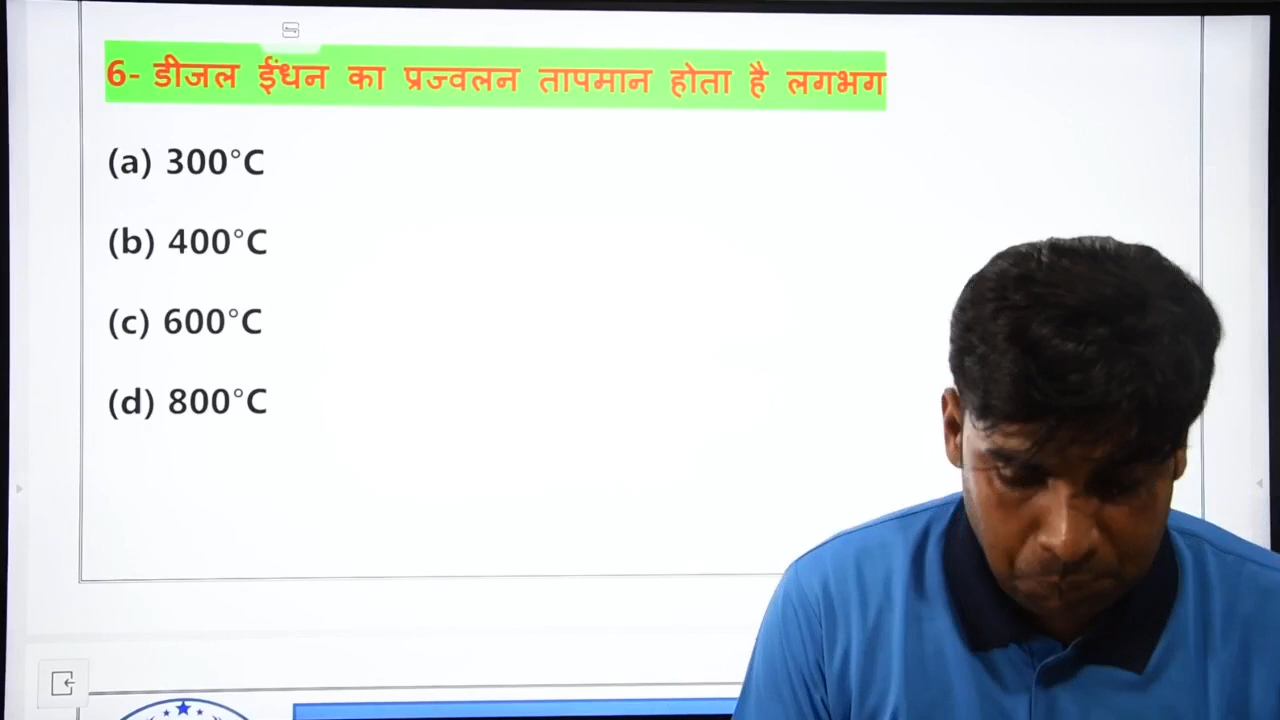 6- डीजल ईंधन का प्रज्वलन तापमान होता है लगभग
(a) 300°C
(b) 400°C
(c) 600°C
(d) 800°C